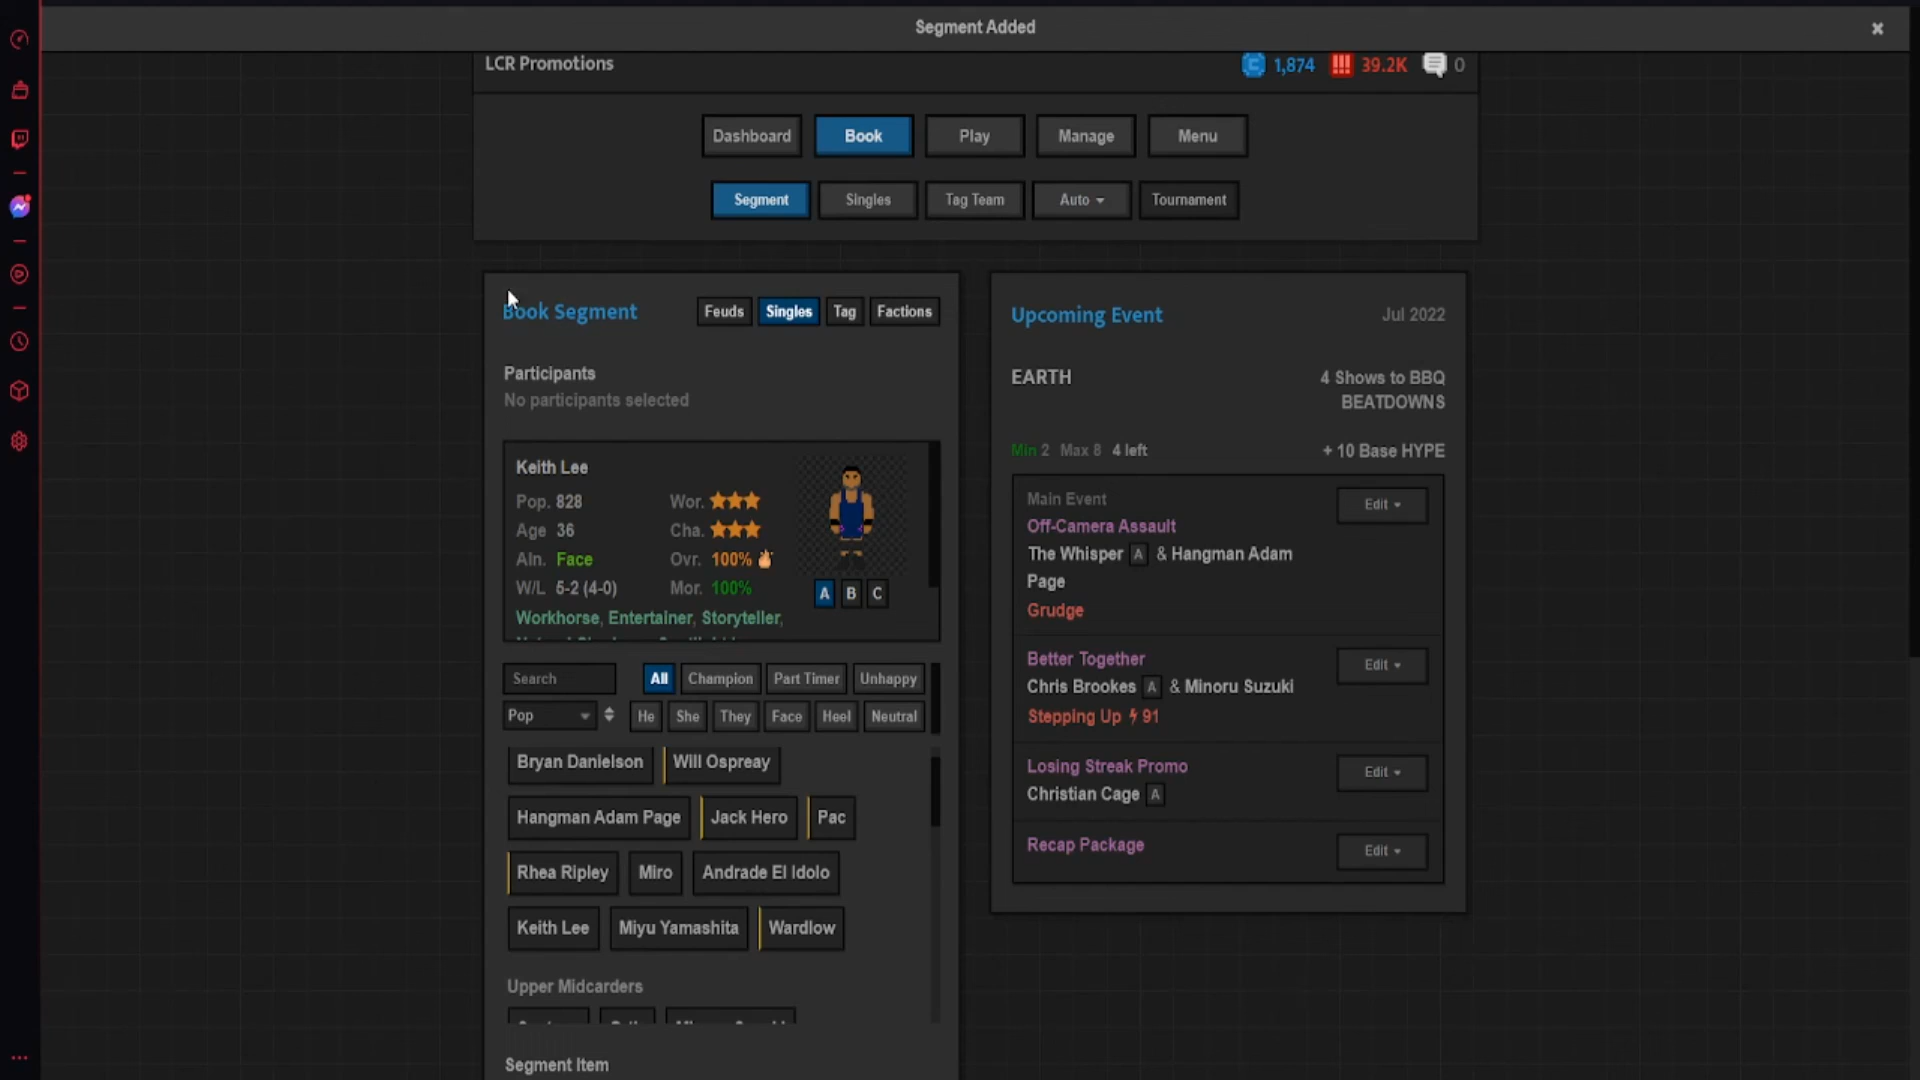 Segment Added
LCR Promotions
1,874
39.2K
0
Dashboard
Book
Play
Manage
Menu
Segment
Singles
Tag Team
Auto
Tournament
Book Segment
Feuds
Singles
Tag
Factions
Participants
No participants selected
Keith Lee
Pop. 828
Wor.
Age 36
Cha.
Aln. Face
Ovr. 100%
W/L 5-2 (4-0)
Mor. 100%
A
B
C
Workhorse, Entertainer, Storyteller,
Search
All
Champion
Part Timer
Unhappy
Pop
He
She
They
Face
Heel
Neutral
Bryan Danielson
Will Ospreay
Hangman Adam Page
Jack Hero
Pac
Rhea Ripley
Miro
Andrade El Idolo
Keith Lee
Miyu Yamashita
Wardlow
Upper Midcarders
Segment Item
Upcoming Event
Jul 2022
EARTH
4 Shows to BBQ
BEATDOWNS
Min 2 Max 8 4 left
+ 10 Base HYPE
Main Event
Edit
Off-Camera Assault
The Whisper A & Hangman Adam
Page
Grudge
Better Together
Edit
Chris Brookes A & Minoru Suzuki
Stepping Up 91
Losing Streak Promo
Edit
Christian Cage A
Recap Package
Edit